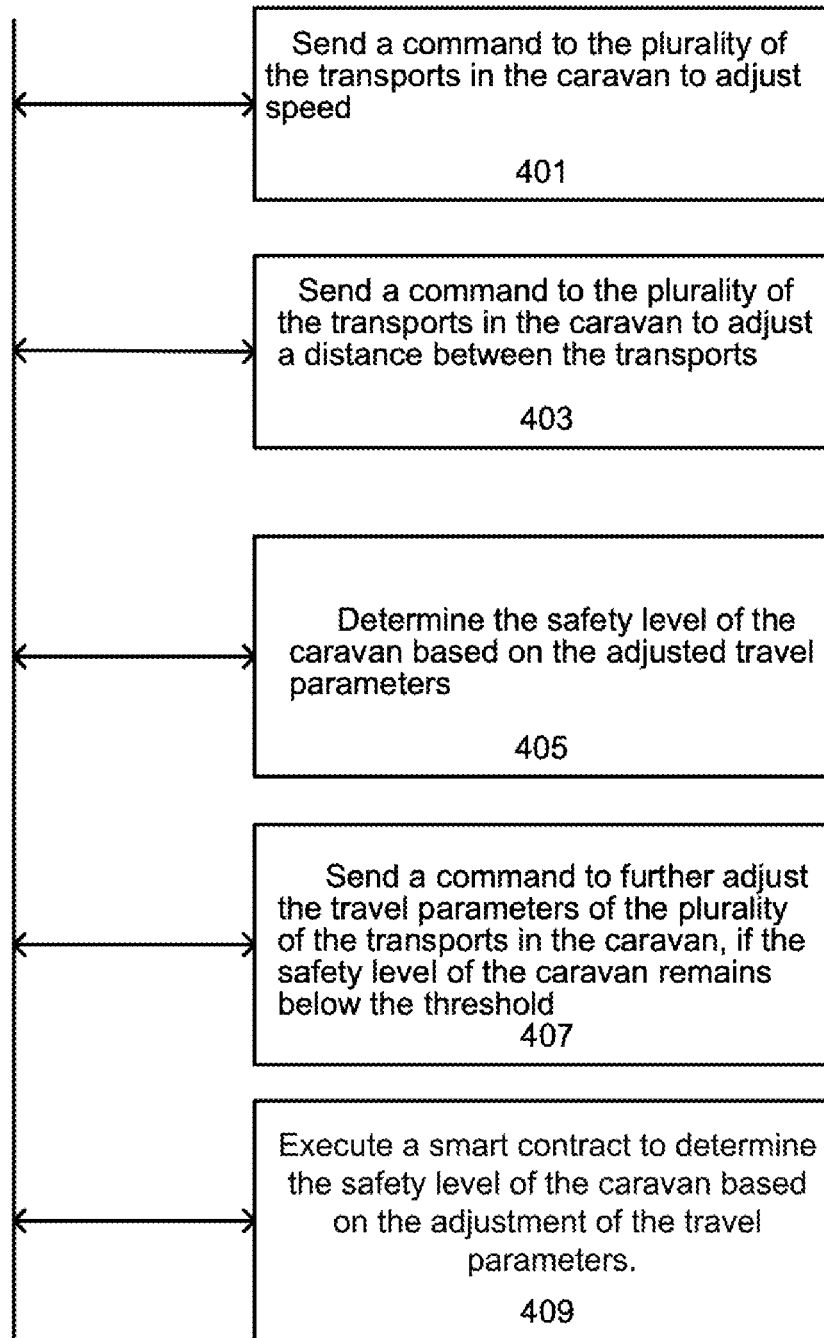 Send a command to the plurality of
the transports in the caravan to adjust
speed
401
Send a command to the plurality of
the transports in the caravan to adjust
a distance between the transports
403
Determine the safety level of the
caravan based on the adjusted travel
parameters
405
Send a command to further adjust
the travel parameters of the plurality
of the transports in the caravan, if the
safety level of the caravan remains
below the threshold
407
Execute a smart contract to determine
the safety level of the caravan based
on the adjustment of the travel
parameters.
409